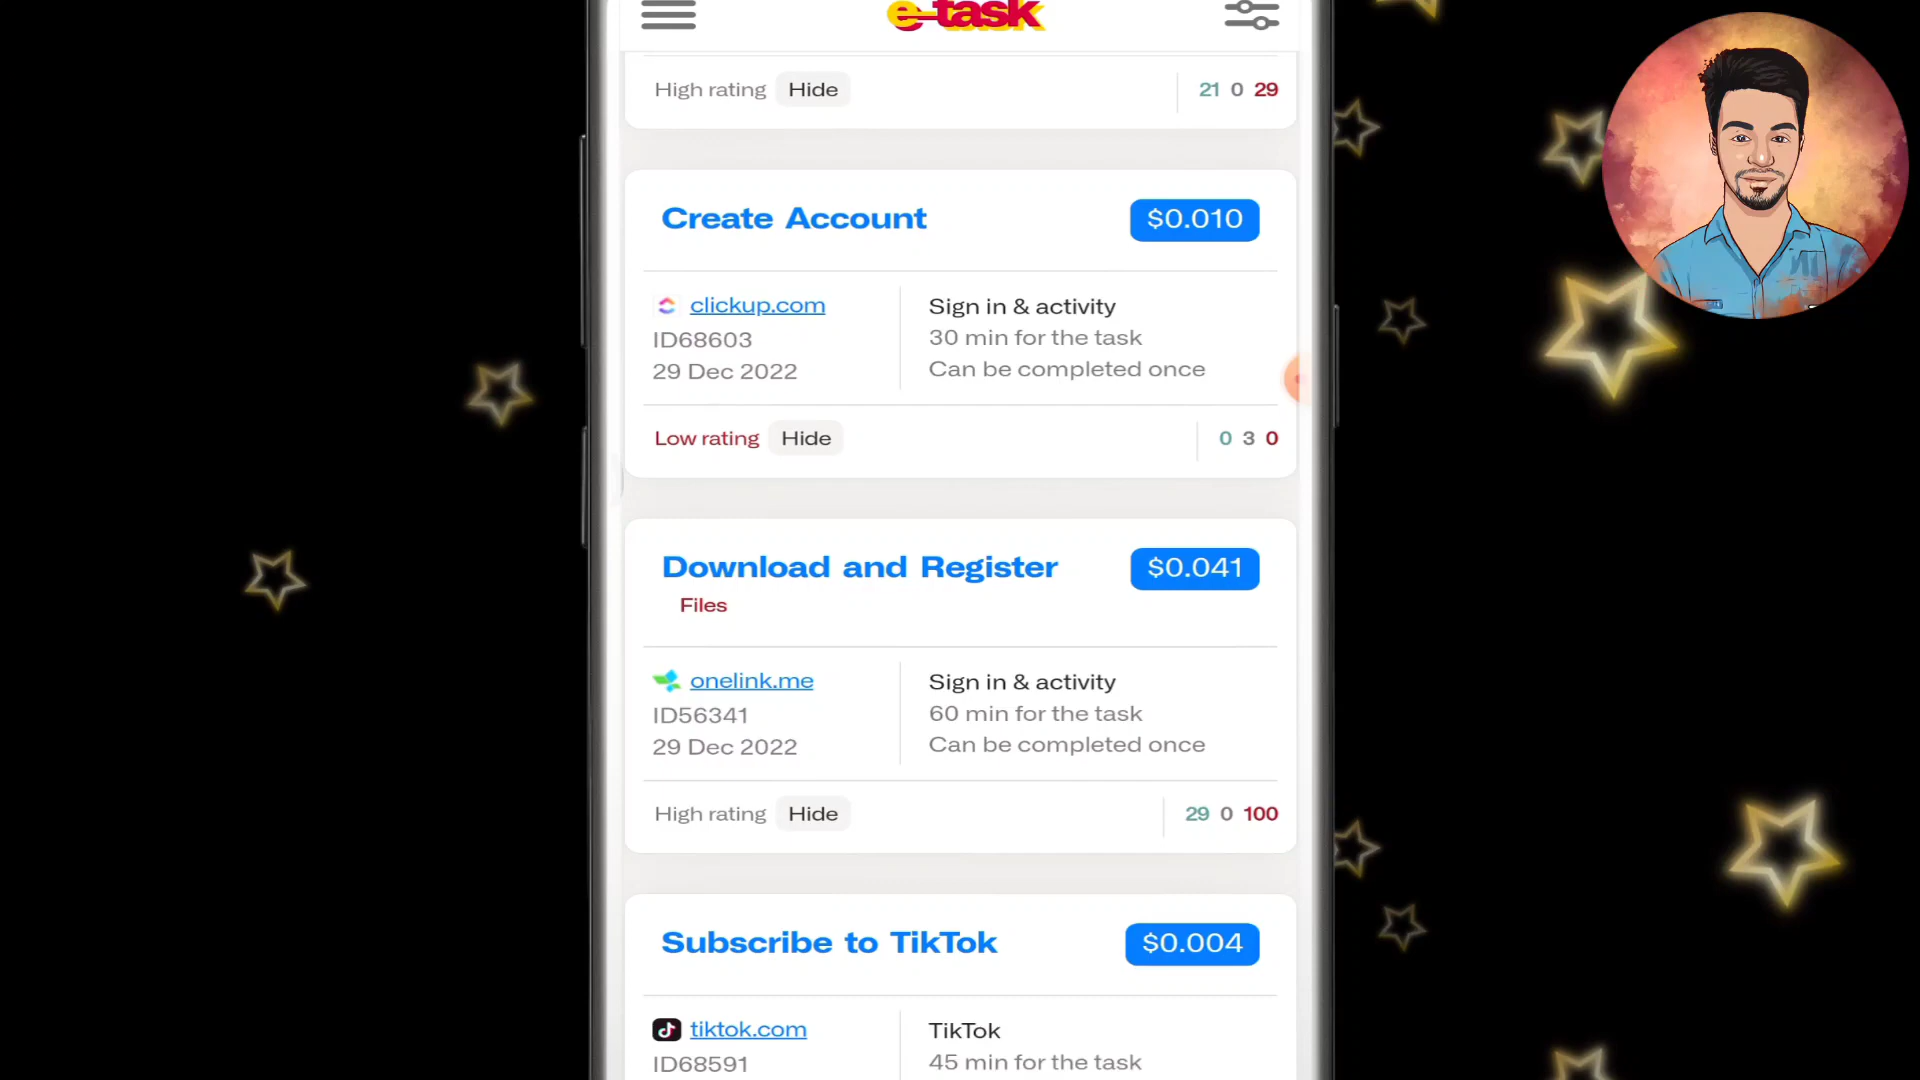 e-task
High rating Hide 21 0 29
Create Account $0.010
clickup.com
ID68603
29 Dec 2022
Sign in & activity
30 min for the task
Can be completed once
Low rating Hide 0 3 0
Download and Register $0.041
Files
onelink.me
ID56341
29 Dec 2022
Sign in & activity
60 min for the task
Can be completed once
High rating Hide 29 0 100
Subscribe to TikTok $0.004
tiktok.com
ID68591
TikTok
45 min for the task